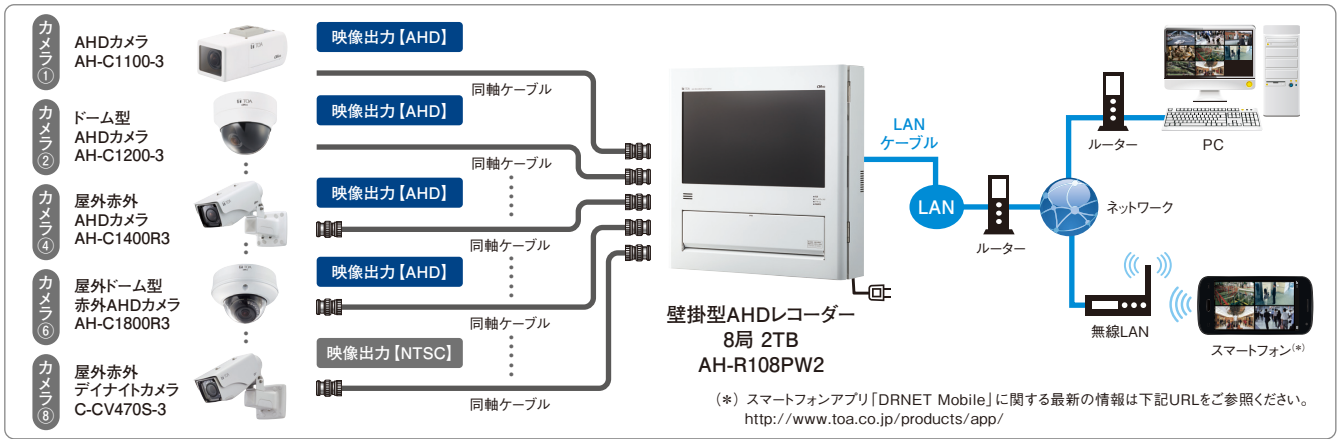 カメラ①
AHDカメラ
AH-C1100-3
映像出力【AHD】
同軸ケーブル
カメラ②
ドーム型
AHDカメラ
AH-C1200-3
映像出力【AHD】
同軸ケーブル
カメラ④
屋外赤外
AHDカメラ
AH-C1400R3
映像出力【AHD】
同軸ケーブル
カメラ⑥
屋外ドーム型
赤外AHDカメラ
AH-C1800R3
映像出力【AHD】
同軸ケーブル
カメラ⑧
屋外赤外
デイナイトカメラ
C-CV470S-3
映像出力【NTSC】
同軸ケーブル
壁掛型AHDレコーダー
8局 2TB
AH-R108PW2
LAN
ケーブル
LAN
ルーター
ネットワーク
ルーター
PC
無線LAN
スマートフォン(*)
(*) スマートフォンアプリ「DRNET Mobile」に関する最新の情報は下記URLをご参照ください。
http://www.toa.co.jp/products/app/